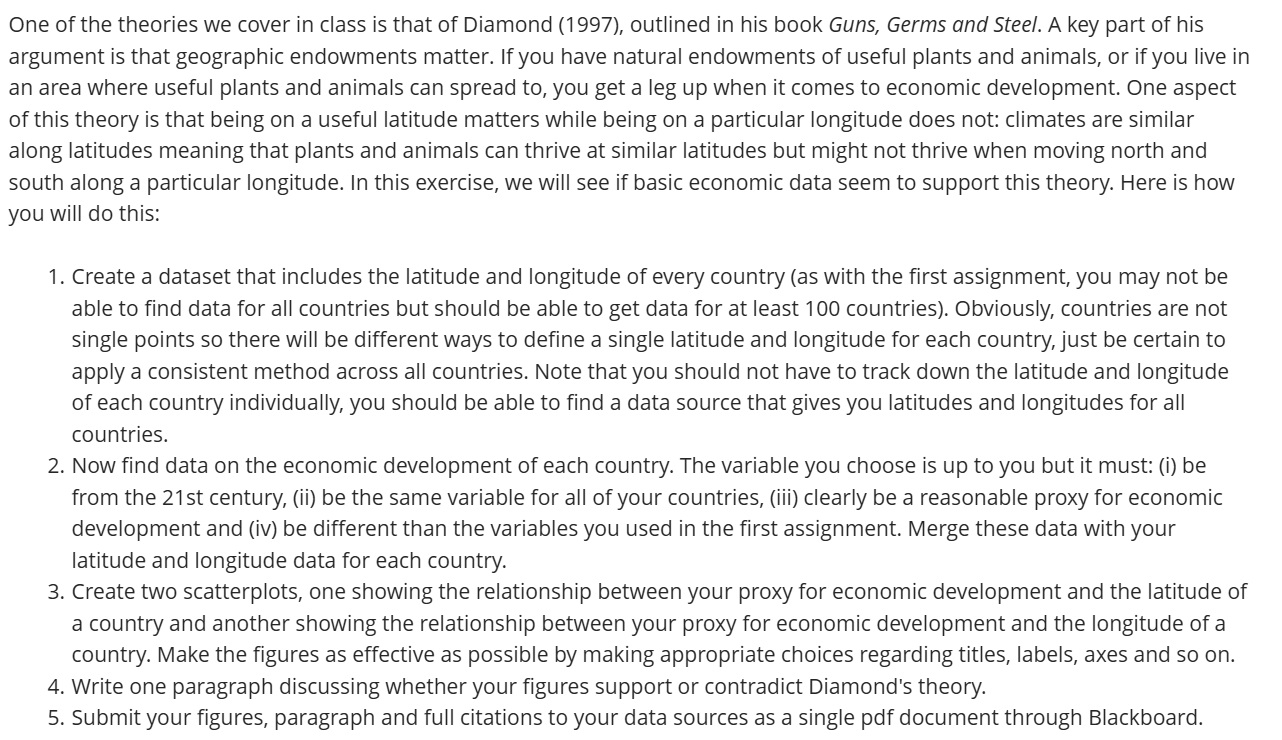 One of the theories we cover in class is that of Diamond (1997), outlined in his book Guns, Germs and Steel. A key part of his
argument is that geographic endowments matter. If you have natural endowments of useful plants and animals, or if you live in
an area where useful plants and animals can spread to, you get a leg up when it comes to economic development. One aspect
of this theory is that being on a useful latitude matters while being on a particular longitude does not: climates are similar
along latitudes meaning that plants and animals can thrive at similar latitudes but might not thrive when moving north and
south along a particular longitude. In this exercise, we will see if basic economic data seem to support this theory. Here is how
you will do this:
1. Create a dataset that includes the latitude and longitude of every country (as with the first assignment, you may not be
able to find data for all countries but should be able to get data for at least 100 countries). Obviously, countries are not
single points so there will be different ways to define a single latitude and longitude for each country, just be certain to
apply a consistent method across all countries. Note that you should not have to track down the latitude and longitude
of each country individually, you should be able to find a data source that gives you latitudes and longitudes for all
countries.
2. Now find data on the economic development of each country. The variable you choose is up to you but it must: (i) be
from the 21st century, (ii) be the same variable for all of your countries, (iii) clearly be a reasonable proxy for economic
development and (iv) be different than the variables you used in the first assignment. Merge these data with your
latitude and longitude data for each country.
3. Create two scatterplots, one showing the relationship between your proxy for economic development and the latitude of
a country and another showing the relationship between your proxy for economic development and the longitude of a
country. Make the figures as effective as possible by making appropriate choices regarding titles, labels, axes and so on.
4. Write one paragraph discussing whether your figures support or contradict Diamond's theory.
5. Submit your figures, paragraph and full citations to your data sources as a single pdf document through Blackboard.